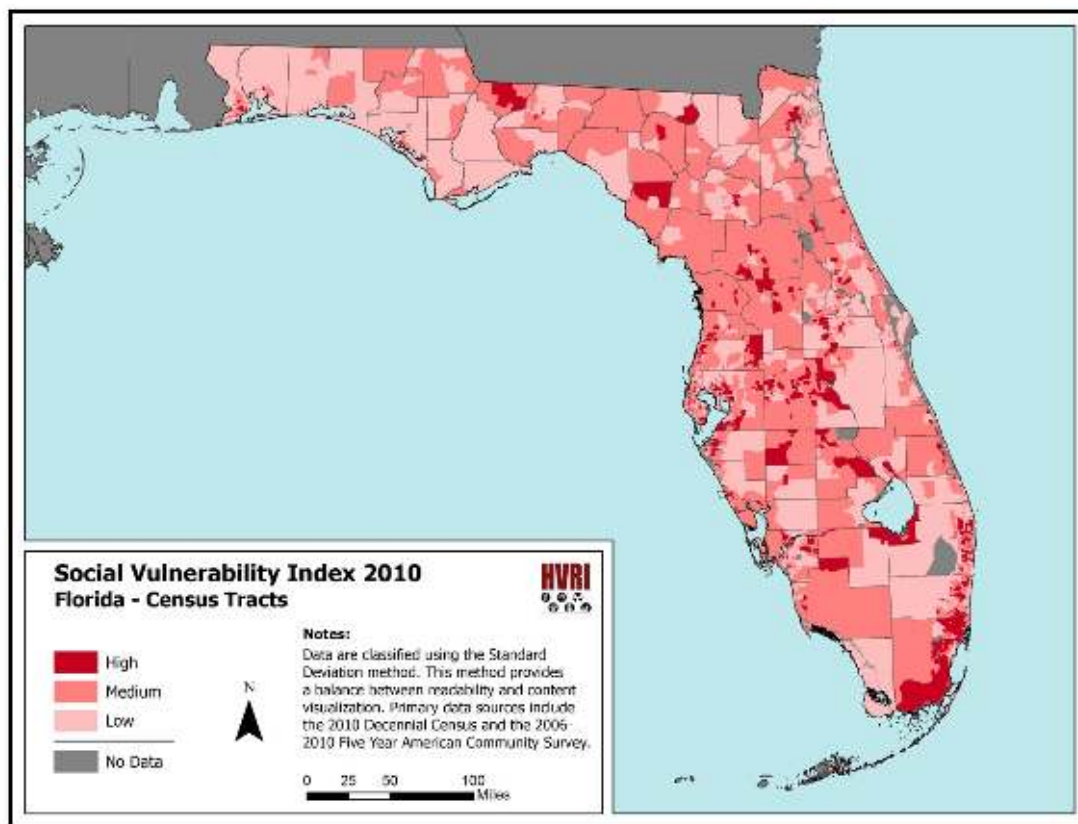 Social Vulnerability Index 2010
Florida - Census Tracts
HVRI
High
Medium
Low
No Data
N
Notes:
Data are classified using the Standard
Deviation method. This method provides
a balance between readability and content
visualization. Primary data sources include
the 2010 Decennial Census and the 2006-
2010 Five Year American Community Survey.
0 25 50 100
Miles